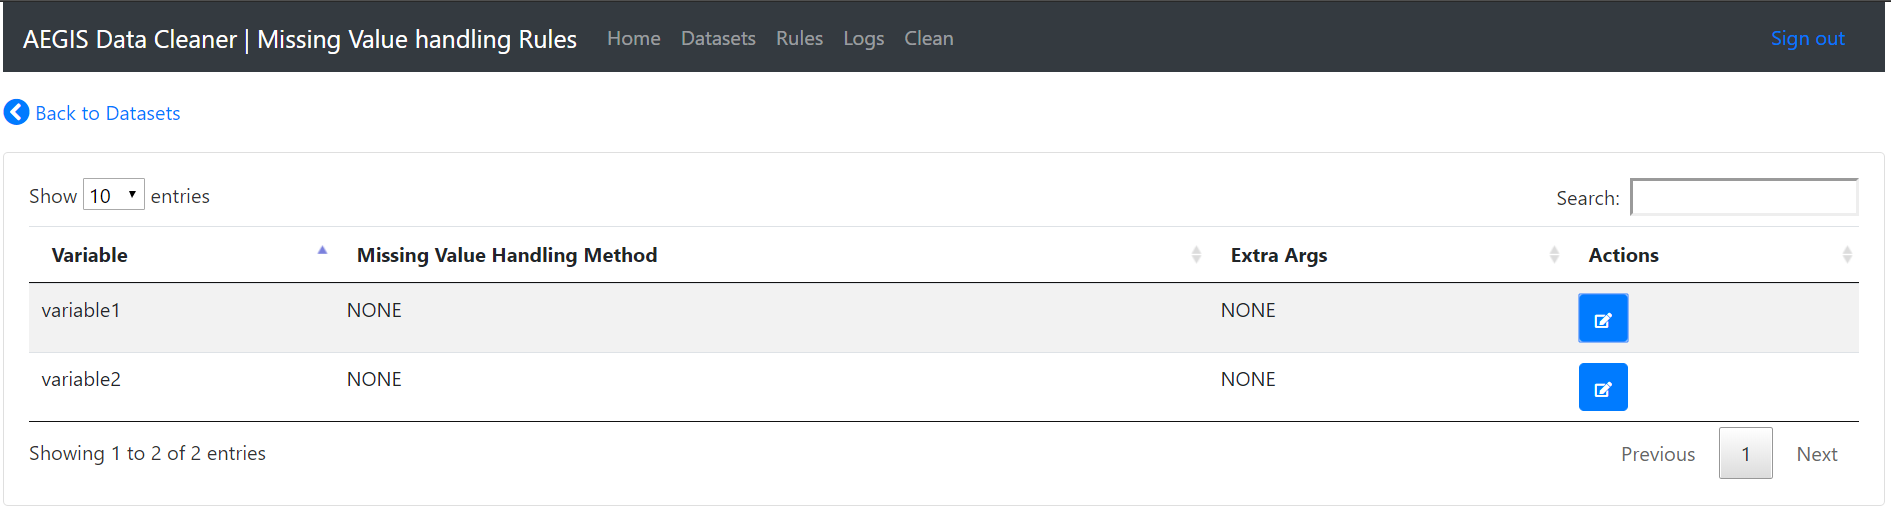 AEGIS Data Cleaner | Missing Value handling Rules Home Datasets Rules Logs Clean Sign out
Back to Datasets
Show 10 entries Search:
Variable Missing Value Handling Method Extra Args Actions
variable1 NONE NONE
variable2 NONE NONE
Showing 1 to 2 of 2 entries Previous 1 Next